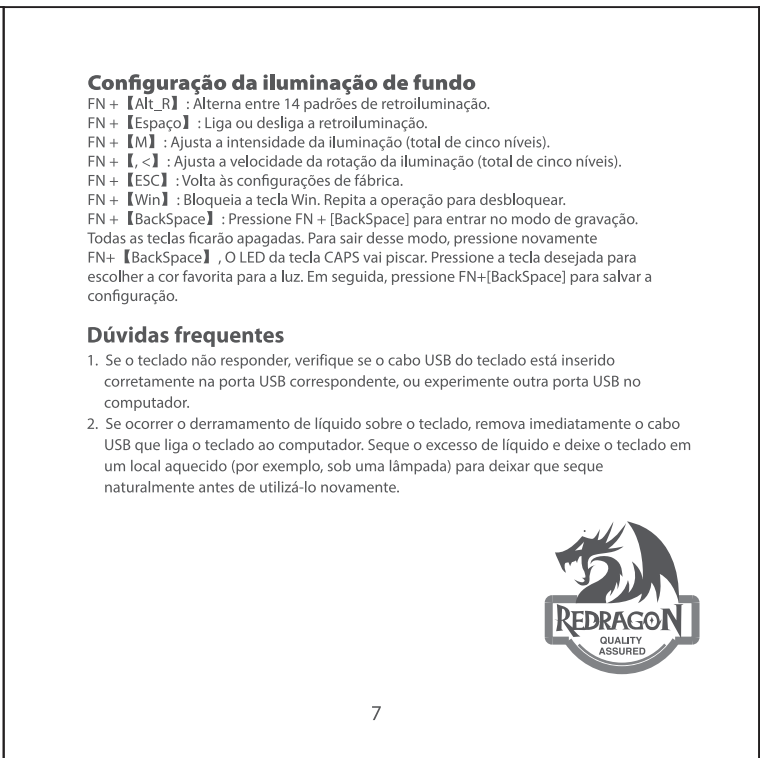 Configuração da iluminação de fundo
FN + 【Alt_R】 : Alterna entre 14 padrões de retroiluminação.
FN + 【Espaço】 : Liga ou desliga a retroiluminação.
FN + 【M】 : Ajusta a intensidade da iluminação (total de cinco níveis).
FN + 【, <】 : Ajusta a velocidade da rotação da iluminação (total de cinco níveis).
FN + 【ESC】 : Volta às configurações de fábrica.
FN + 【Win】 : Bloqueia a tecla Win. Repita a operação para desbloquear.
FN + 【BackSpace】 : Pressione FN + [BackSpace] para entrar no modo de gravação.
Todas as teclas ficarão apagadas. Para sair desse modo, pressione novamente
FN+ 【BackSpace】 , O LED da tecla CAPS vai piscar. Pressione a tecla desejada para
escolher a cor favorita para a luz. Em seguida, pressione FN+[BackSpace] para salvar a
configuração.
Dúvidas frequentes
1. Se o teclado não responder, verifique se o cabo USB do teclado está inserido
corretamente na porta USB correspondente, ou experimente outra porta USB no
computador.
2. Se ocorrer o derramamento de líquido sobre o teclado, remova imediatamente o cabo
USB que liga o teclado ao computador. Seque o excesso de líquido e deixe o teclado em
um local aquecido (por exemplo, sob uma lâmpada) para deixar que seque
naturalmente antes de utilizá-lo novamente.
REDRAGON
QUALITY
ASSURED
7